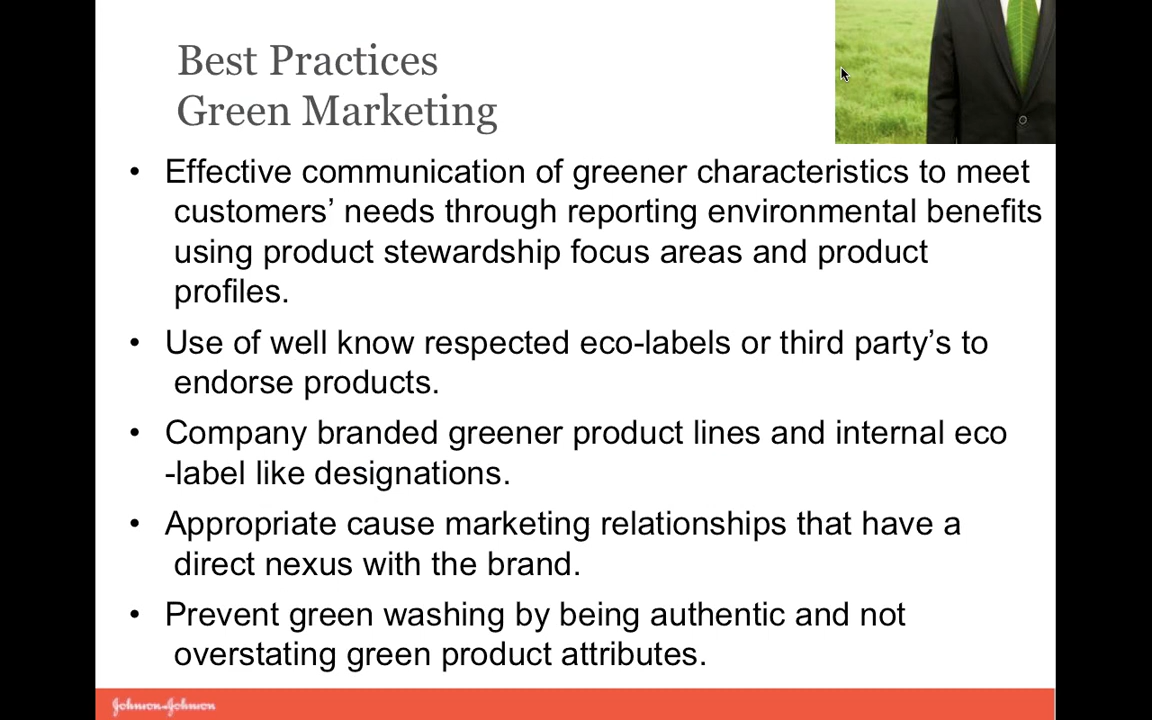 Best Practices
Green Marketing
• Effective communication of greener characteristics to meet
customers’ needs through reporting environmental benefits
using product stewardship focus areas and product
profiles.
• Use of well know respected eco-labels or third party’s to
endorse products.
• Company branded greener product lines and internal eco
-label like designations.
• Appropriate cause marketing relationships that have a
direct nexus with the brand.
• Prevent green washing by being authentic and not
overstating green product attributes.
Johnson & Johnson